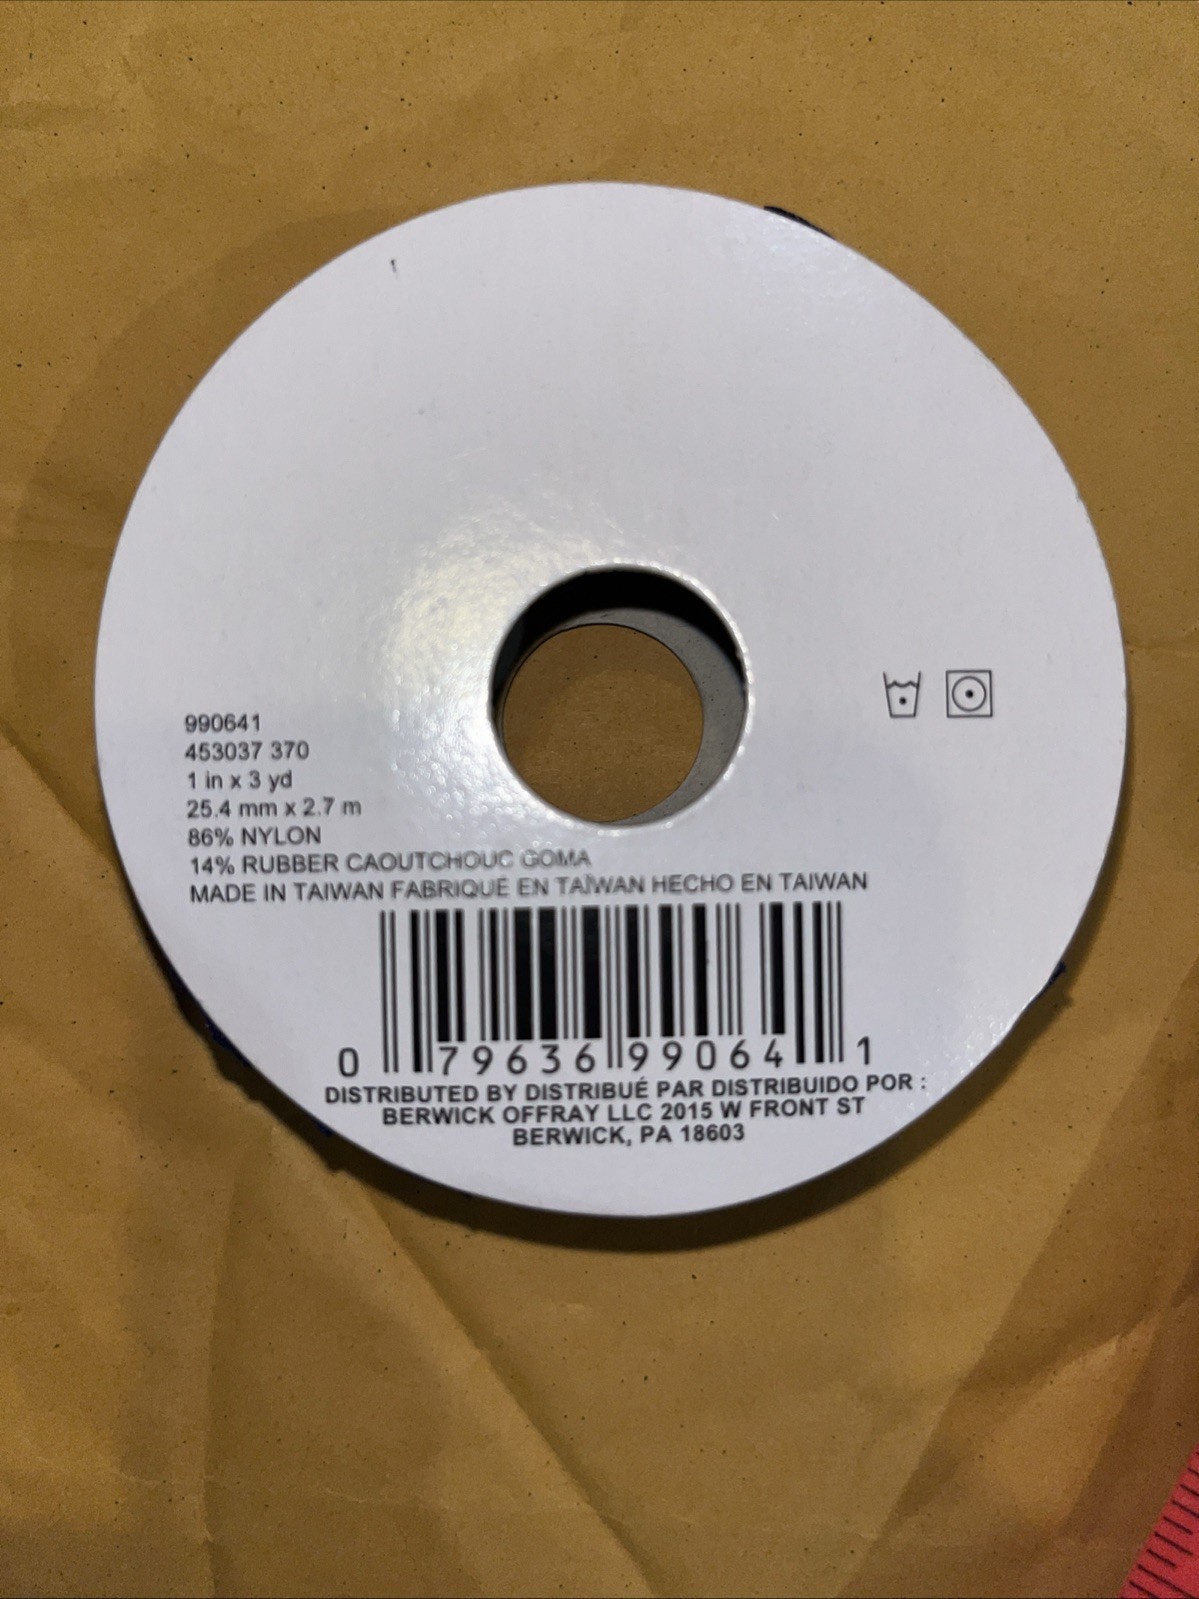 990641
453037 370
1 in x 3 yd
25.4 mm x 2.7 m
86% NYLON
14% RUBBER CAOUTCHOUC GOMA
MADE IN TAIWAN FABRIQUÉ EN TAÏWAN HECHO EN TAIWAN
0 79636 99064 1
DISTRIBUTED BY DISTRIBUÉ PAR DISTRIBUIDO POR :
BERWICK OFFRAY LLC 2015 W FRONT ST
BERWICK, PA 18603